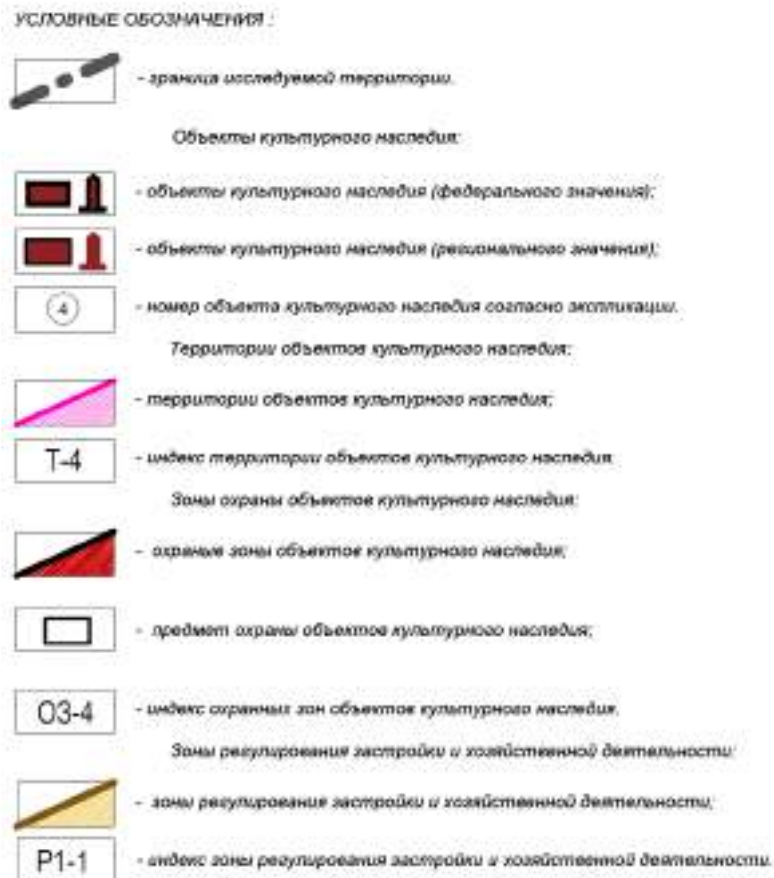 УСЛОВНЫЕ ОБОЗНАЧЕНИЯ :
- граница исследуемой территории.
Объекты культурного наследия:
- объекты культурного наследия (федерального значения);
- объекты культурного наследия (регионального значения);
4 - номер объекта культурного наследия согласно экспликации.
Территории объектов культурного наследия:
- территории объектов культурного наследия;
Т-4 - индекс территории объектов культурного наследия.
Зоны охраны объектов культурного наследия:
- охраные зоны объектов культурного наследия;
- предмет охраны объектов культурного наследия;
ОЗ-4 - индекс охранных зон объектов культурного наследия.
Зоны регулирования застройки и хозяйственной деятельности:
- зоны регулирования застройки и хозяйственной деятельности;
Р1-1 - индекс зоны регулирования застройки и хозяйственной деятельности.